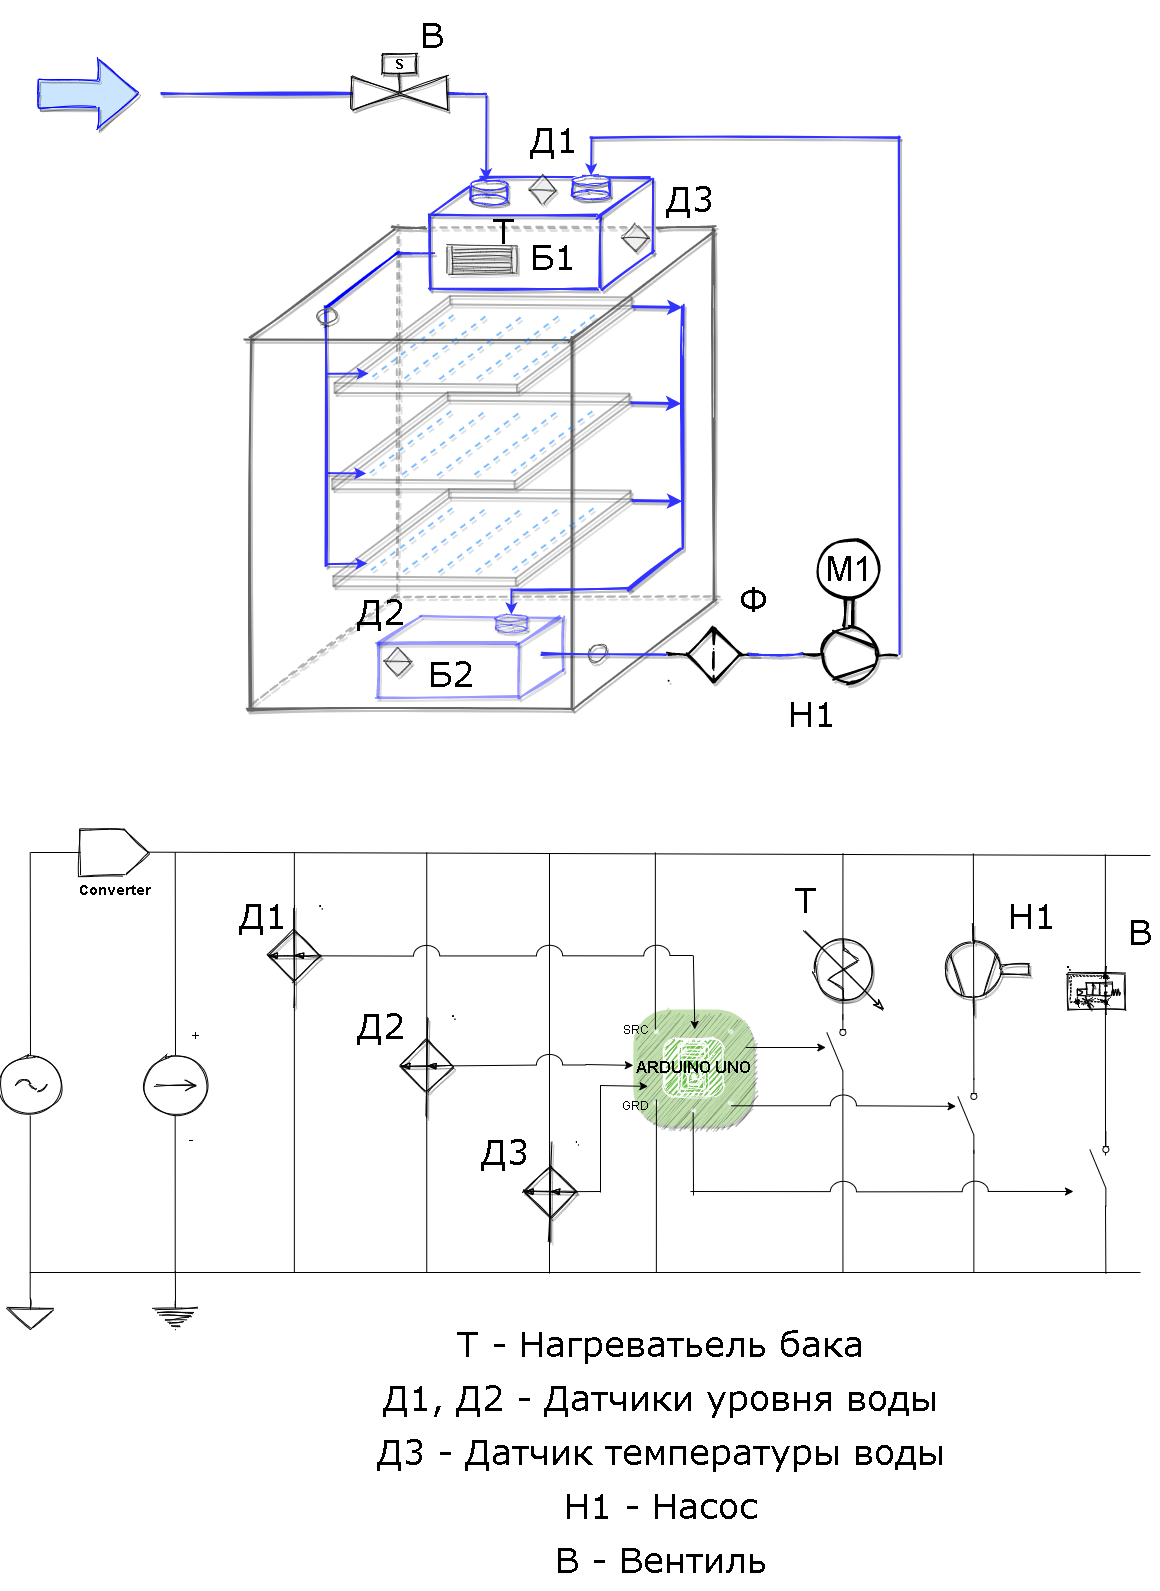 В
S
Д1
Д3
Т
Б1
Д2
Б2
М1
Ф
Н1
Converter
Д1
Т
Н1
В
Д2
+
SRC
ARDUINO UNO
GRD
-
Д3
Т - Нагреватьель бака
Д1, Д2 - Датчики уровня воды
Д3 - Датчик температуры воды
Н1 - Насос
В - Вентиль